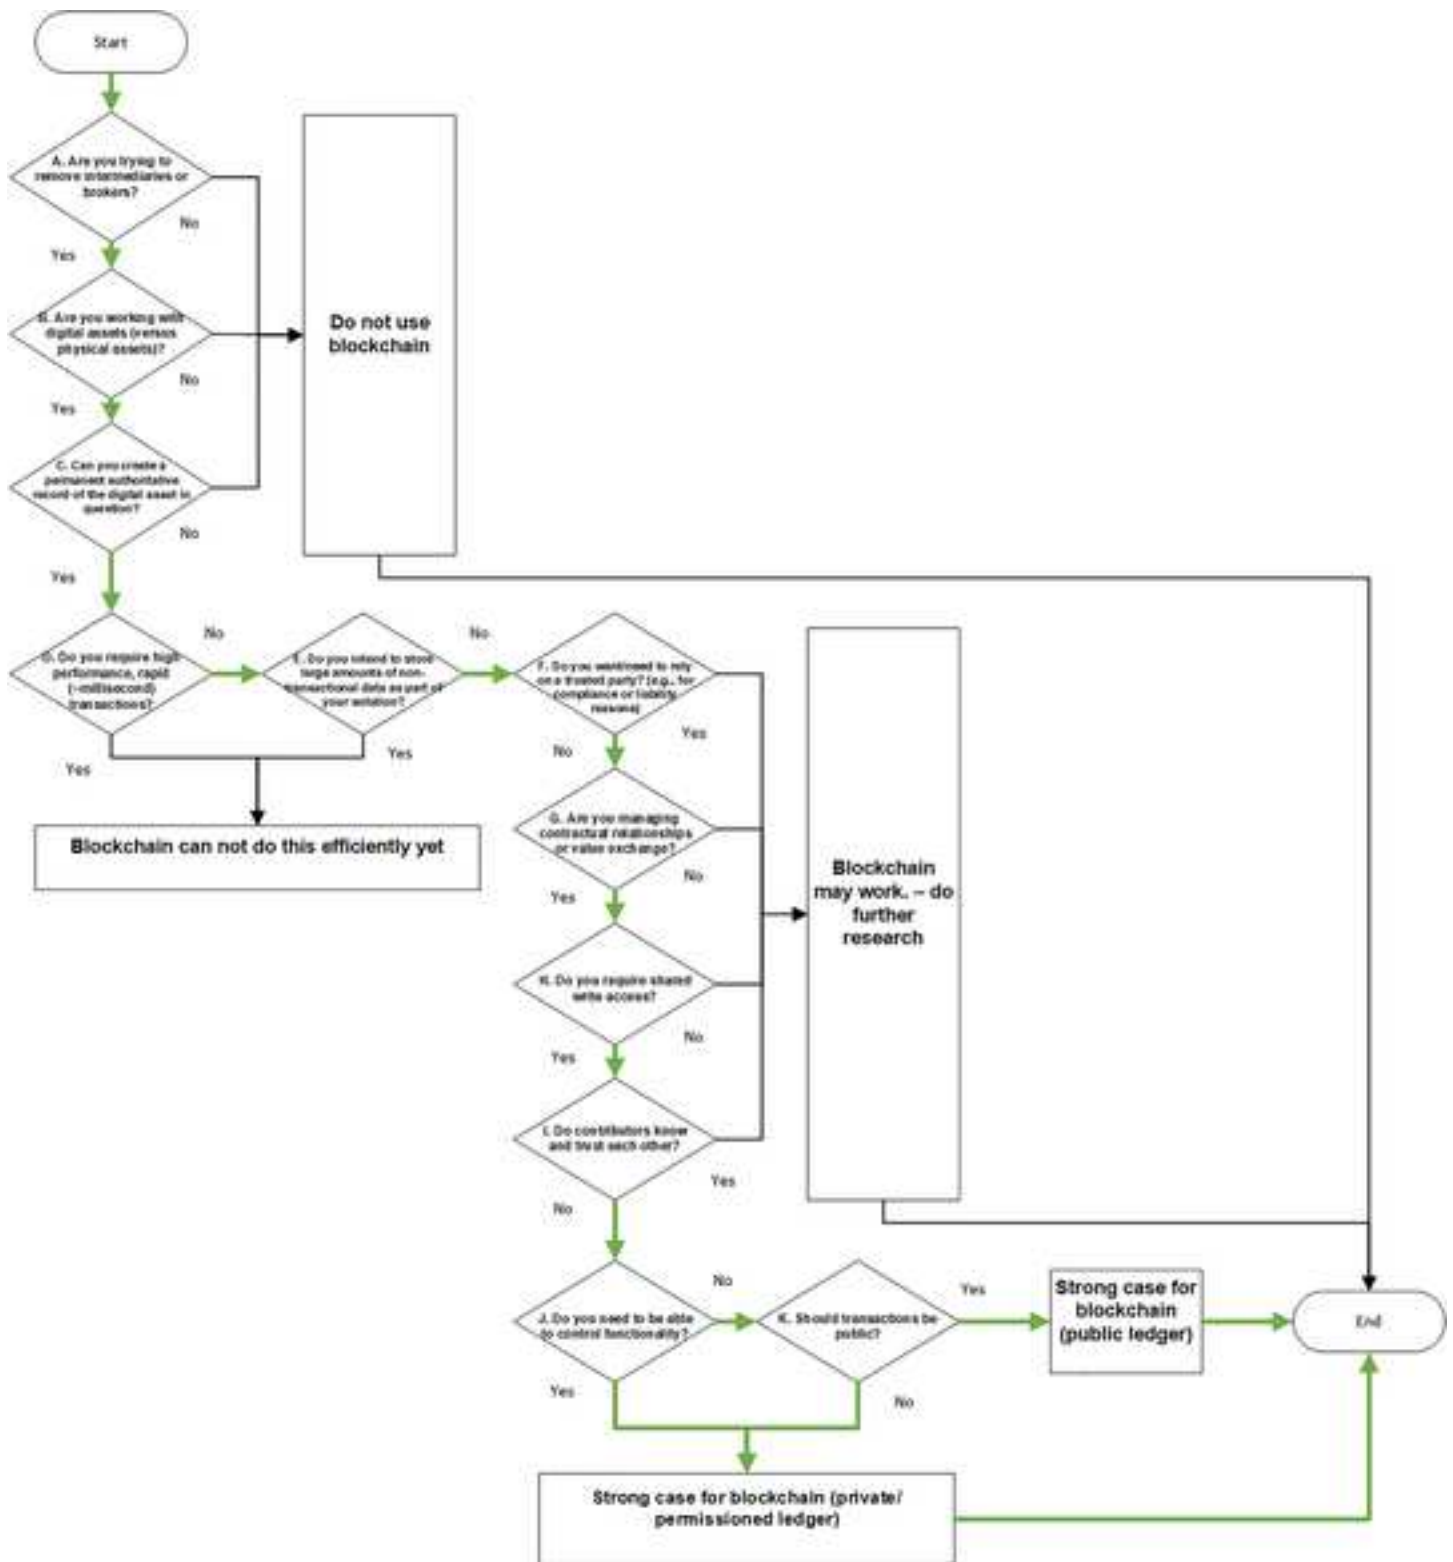 Start
A. Are you trying to
remove intermediaries or
brokers?
No
Yes
B. Are you working with
digital assets (versus
physical assets)?
No
Yes
C. Can you create a
permanent authoritative
record of the digital asset in
question?
No
Yes
Do not use
blockchain
D. Do you require high
performance, rapid
(~millisecond)
transactions?
No
Yes
E. Do you intend to store
large amounts of non-
transactional data as part of
your solution?
No
Yes
Blockchain can not do this efficiently yet
F. Do you want/need to rely
on a trusted party? (e.g., for
compliance or liability
reasons)
Yes
No
G. Are you managing
contractual relationships
or value exchange?
No
Yes
H. Do you require shared
write access?
No
Yes
I. Do contributors know
and trust each other?
Yes
No
Blockchain
may work. – do
further
research
J. Do you need to be able
to control functionality?
No
Yes
K. Should transactions be
public?
Yes
No
Strong case for
blockchain
(public ledger)
End
Strong case for blockchain (private/
permissioned ledger)